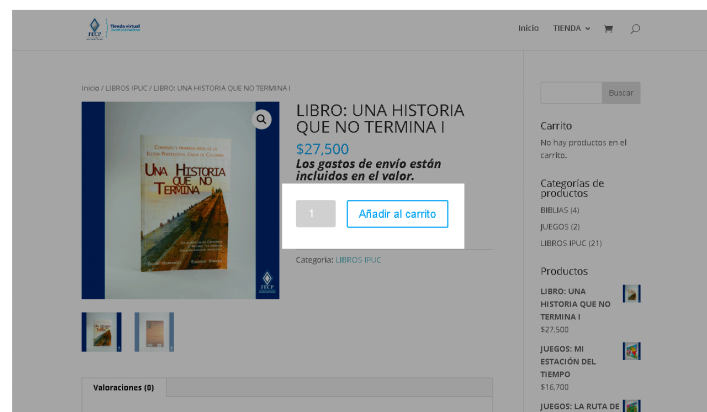 FECP
Tienda virtual
Inicio
TIENDA
Inicio / LIBROS IPUC / LIBRO: UNA HISTORIA QUE NO TERMINA I
UNA HISTORIA
QUE NO
TERMINA
FECP
LIBRO: UNA HISTORIA
QUE NO TERMINA I
$27,500
Los gastos de envío están
incluidos en el valor.
1
Añadir al carrito
Categoría: LIBROS IPUC
Valoraciones (0)
Buscar
Carrito
No hay productos en el
carrito.
Categorías de
productos
BIBLIAS (4)
JUEGOS (2)
LIBROS IPUC (21)
Productos
LIBRO: UNA
HISTORIA QUE NO
TERMINA I
$27,500
JUEGOS: MI
ESTACIÓN DEL
TIEMPO
$16,700
JUEGOS: LA RUTA DE